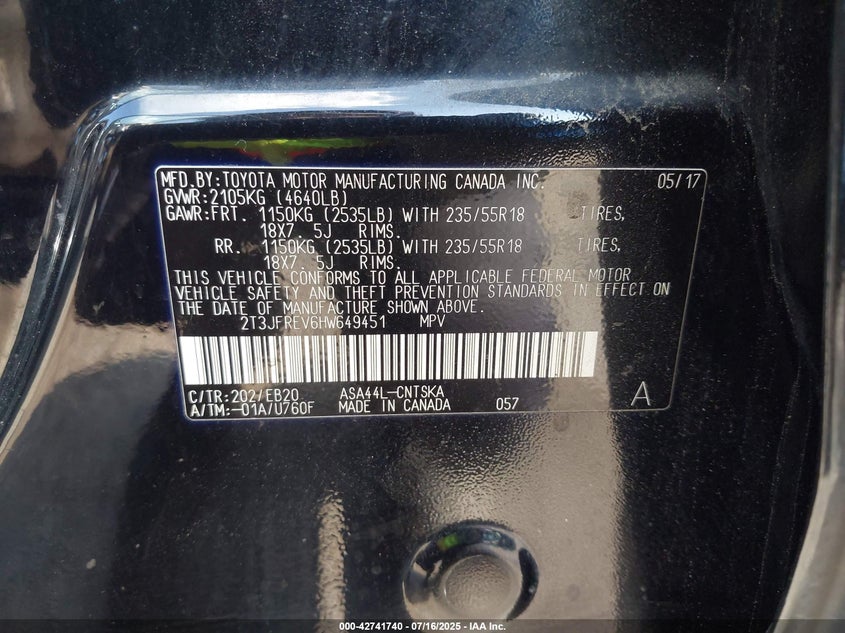 MFD.BY:TOYOTA MOTOR MANUFACTURING CANADA INC. 05/17
GVWR:2105KG (4640LB)
GAWR:FRT. 1150KG (2535LB) WITH 235/55R18 TIRES,
18X7. 5J RIMS.
RR. 1150KG (2535LB) WITH 235/55R18 TIRES,
18X7. 5J RIMS.
THIS VEHICLE CONFORMS TO ALL APPLICABLE FEDERAL MOTOR
VEHICLE SAFETY AND THEFT PREVENTION STANDARDS IN EFFECT ON
THE DATE OF MANUFACTURE SHOWN ABOVE.
2T3JFREV6HW649451 MPV
C/TR:202/EB20 ASA44L-CNTSKA
A/TM:-01A/U760F MADE IN CANADA 057 A
000-42741740 - 07/16/2025 - IAA Inc.